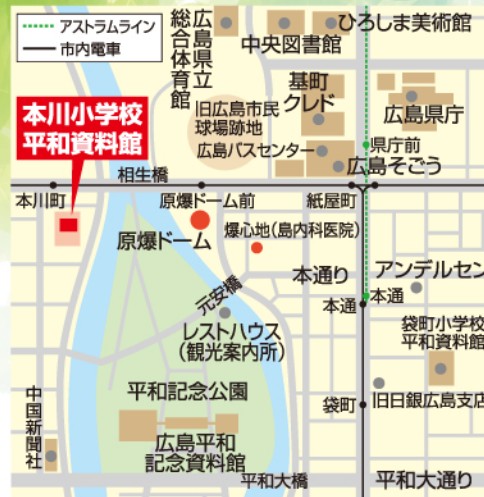 アストラムライン
市内電車
広島県立
総合体育館
中央図書館
ひろしま美術館
基町
クレド
旧広島市民
球場跡地
広島バスセンター
広島県庁
県庁前
広島そごう
本川小学校
平和資料館
相生橋
本川町
原爆ドーム前
紙屋町
原爆ドーム
爆心地(島内科医院)
本通り
アンデルセン
元安橋
本通
本通
レストハウス
(観光案内所)
袋町小学校
平和資料館
平和記念公園
袋町
旧日銀広島支店
中国新聞社
広島平和
記念資料館
平和大橋
平和大通り